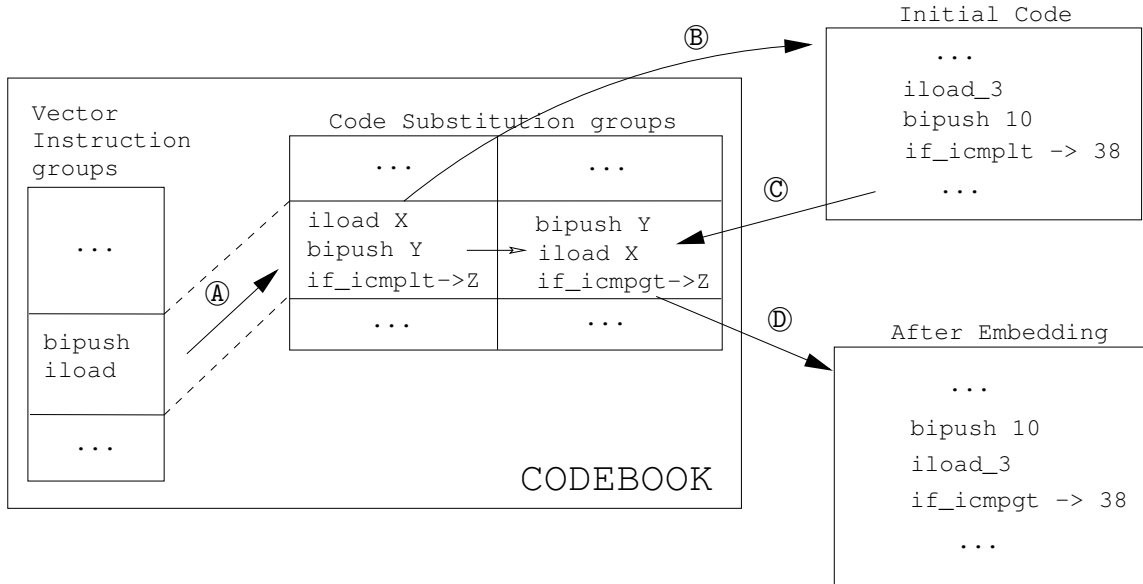 Initial Code
Ⓑ
...
iload_3
bipush 10
if_icmplt -> 38
...
Vector
Instruction
groups
Code Substitution groups
...
...
...
Ⓒ
iload X
bipush Y
if_icmplt->Z
bipush Y
iload X
if_icmpgt->Z
Ⓐ
...
...
Ⓓ
bipush
iload
...
CODEBOOK
After Embedding
...
bipush 10
iload_3
if_icmpgt -> 38
...